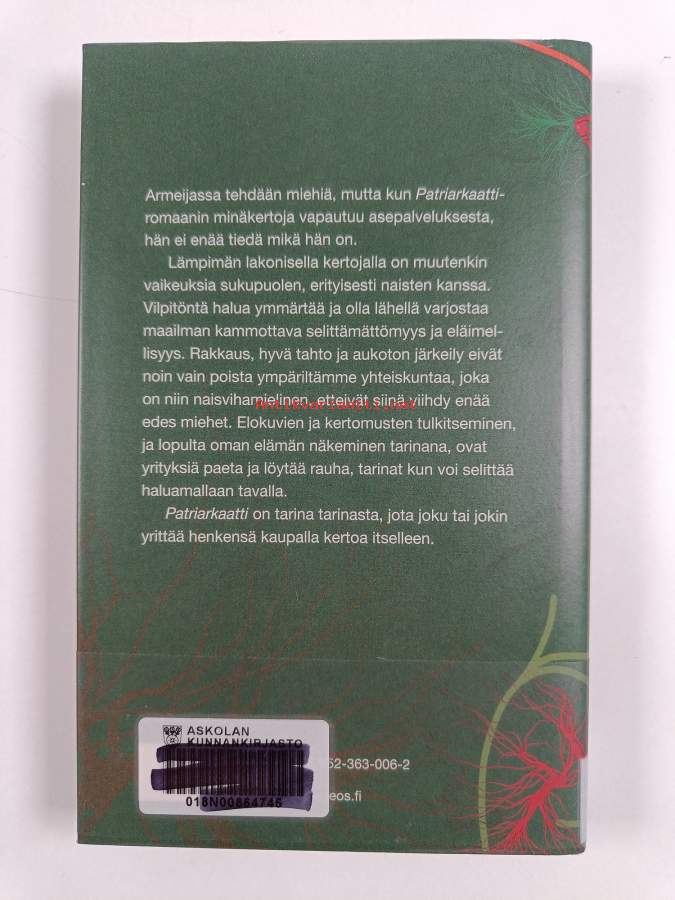 Armeijassa tehdään miehiä, mutta kun Patriarkaatti-
romaanin minäkertoja vapautuu asepalveluksesta,
hän ei enää tiedä mikä hän on.
Lämpimän lakonisella kertojalla on muutenkin
vaikeuksia sukupuolen, erityisesti naisten kanssa.
Vilpitöntä halua ymmärtää ja olla lähellä varjostaa
maailman kammottava selittämättömyys ja eläimel-
lisyys. Rakkaus, hyvä tahto ja aukoton järkeily eivät
noin vain poista ympäriltämme yhteiskuntaa, joka
on niin naisvihamielinen, etteivät siinä viihdy enää
Antikvariaatti.net
edes miehet. Elokuvien ja kertomusten tulkitseminen,
ja lopulta oman elämän näkeminen tarinana, ovat
yrityksiä paeta ja löytää rauha, tarinat kun voi selittää
haluamallaan tavalla.
Patriarkaatti on tarina tarinasta, jota joku tai jokin
yrittää henkensä kaupalla kertoa itselleen.
ASKOLAN
KUNNANKIRJASTO
52-363-006-2
018N00864745
eos.fi